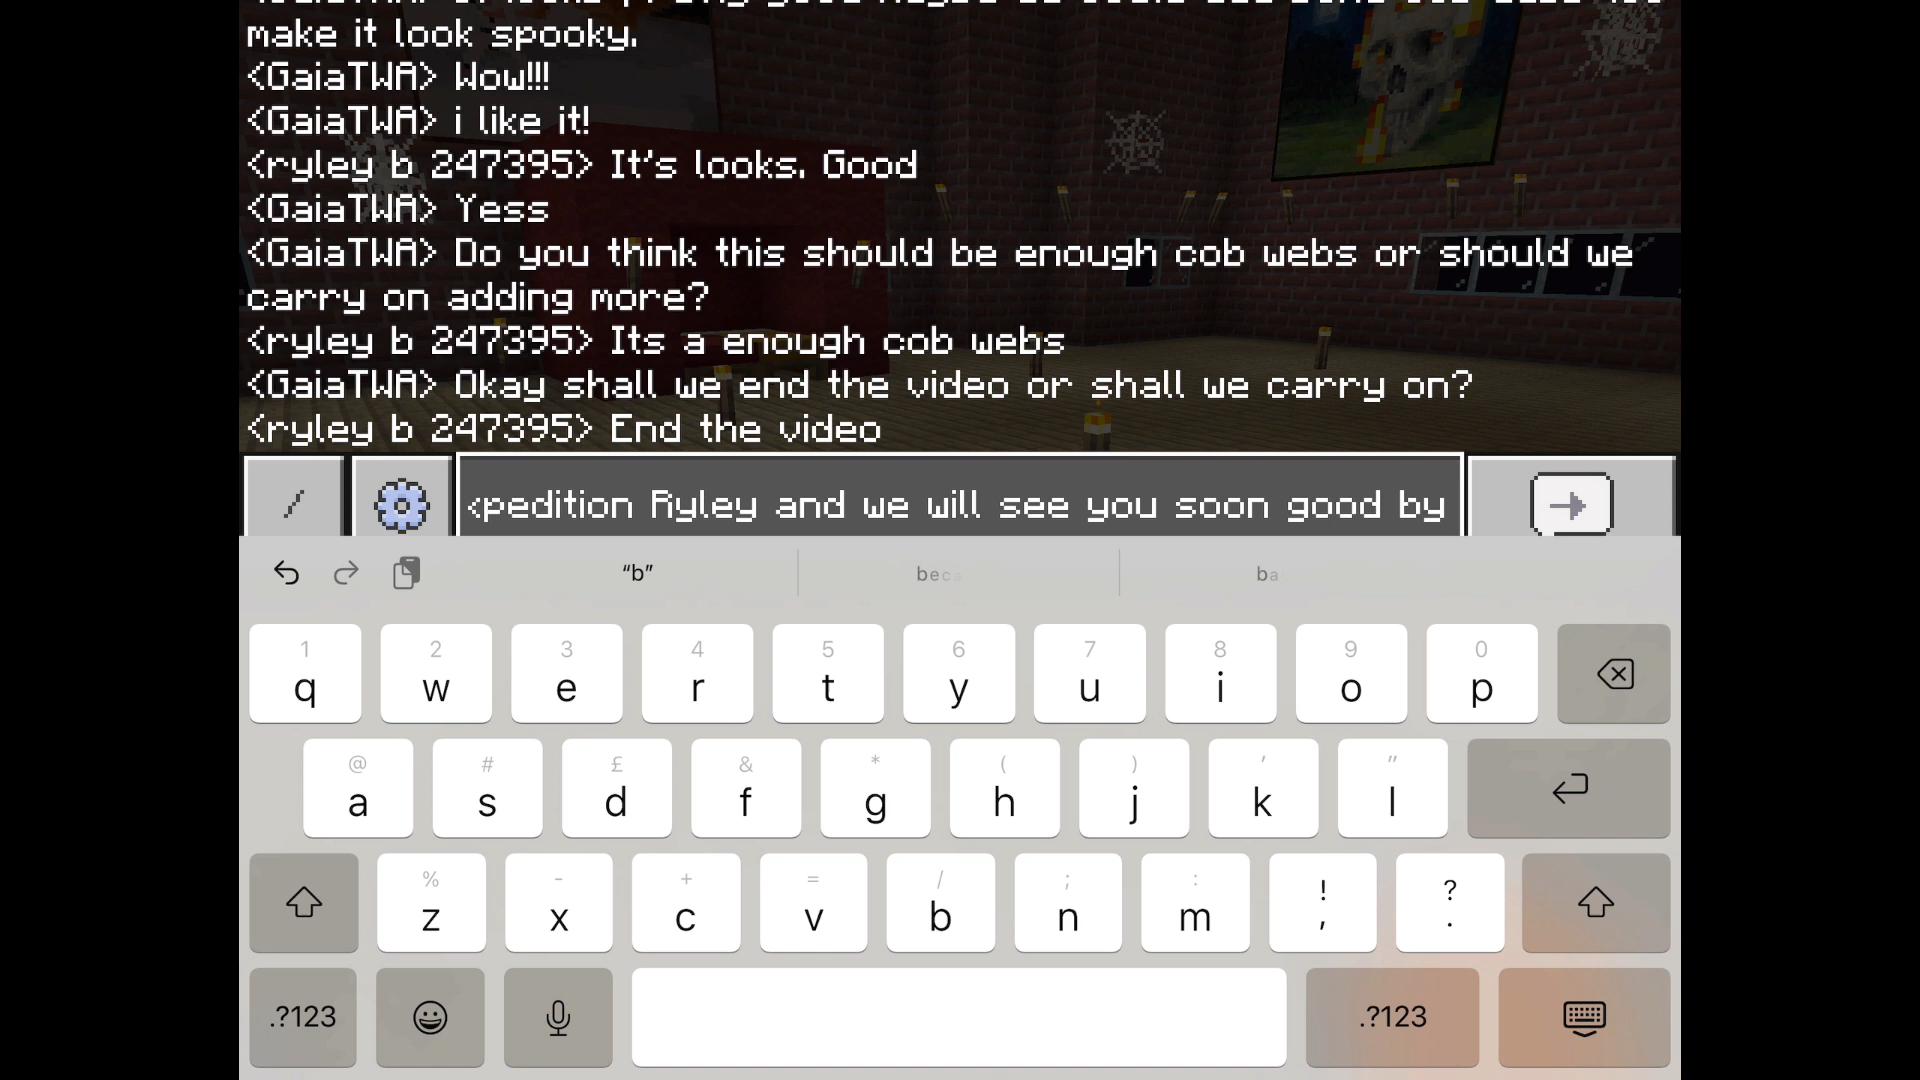 make it look spooky.
<GaiaTWA> Wow!!!
<GaiaTWA> i like it!
<ryley b 247395> It's looks. Good
<GaiaTWA> Yess
<GaiaTWA> Do you think this should be enough cob webs or should we
carry on adding more?
<ryley b 247395> Its a enough cob webs
<GaiaTWA> Okay shall we end the video or shall we carry on?
<ryley b 247395> End the video
/
<pedition Ryley and we will see you soon good by
“b” beca ba
1 2 3 4 5 6 7 8 9 0
q w e r t y u i o p
@ # £ & * ( ) ' "
a s d f g h j k l
% - + = / ; : ! ?
z x c v b n m , .
.?123 .?123